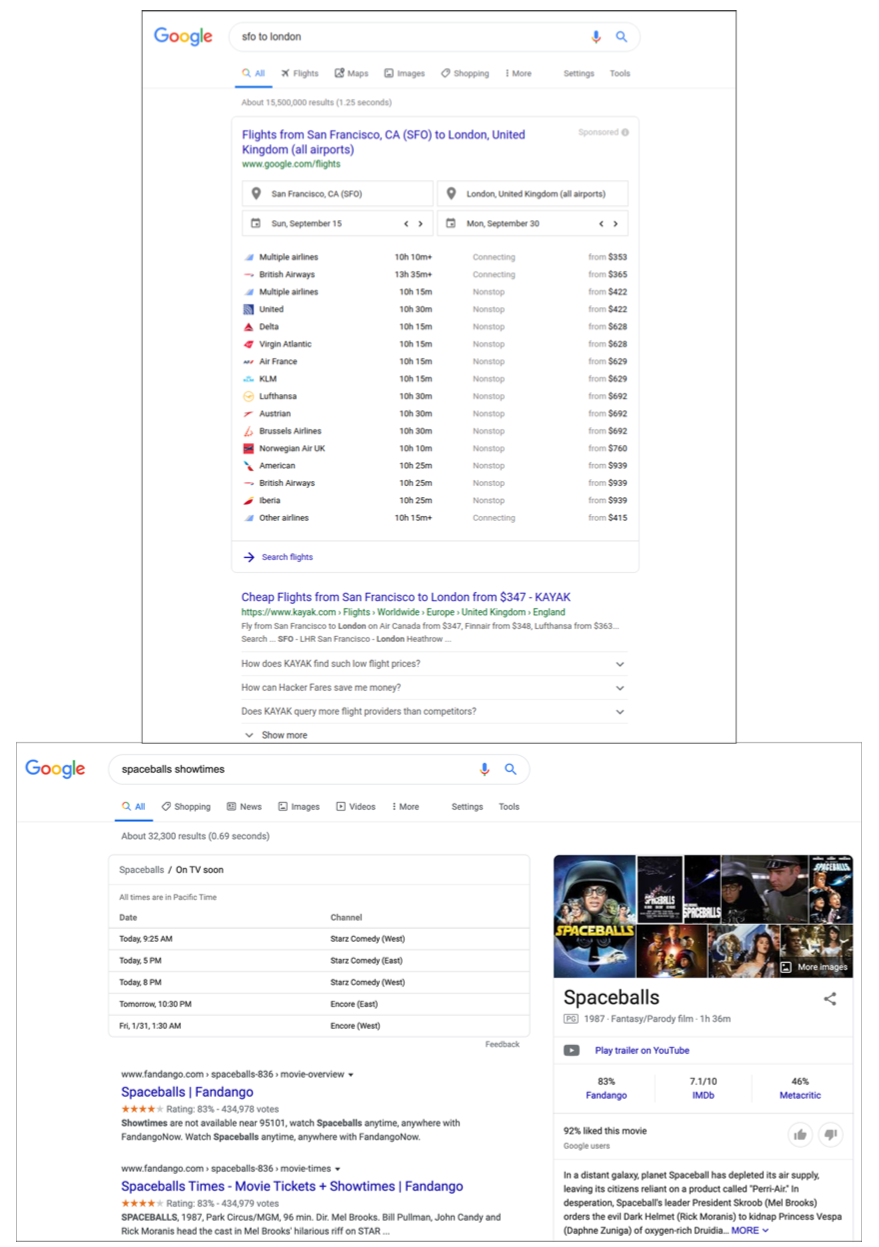 Google
sfo to london
All Flights Maps Images Shopping More Settings Tools
About 15,500,000 results (1.25 seconds)
Flights from San Francisco, CA (SFO) to London, United
Kingdom (all airports)
Sponsored
www.google.com/flights
San Francisco, CA (SFO) London, United Kingdom (all airports)
Sun, September 15 < > Mon, September 30 < >
Multiple airlines 10h 10m+ Connecting from $353
British Airways 13h 35m+ Connecting from $365
Multiple airlines 10h 15m Nonstop from $422
United 10h 30m Nonstop from $422
Delta 10h 15m Nonstop from $628
Virgin Atlantic 10h 15m Nonstop from $628
Air France 10h 15m Nonstop from $629
KLM 10h 15m Nonstop from $629
Lufthansa 10h 30m Nonstop from $692
Austrian 10h 30m Nonstop from $692
Brussels Airlines 10h 30m Nonstop from $692
Norwegian Air UK 10h 10m Nonstop from $760
American 10h 25m Nonstop from $939
British Airways 10h 25m Nonstop from $939
Iberia 10h 25m Nonstop from $939
Other airlines 10h 15m+ Connecting from $415
Search flights
Cheap Flights from San Francisco to London from $347 - KAYAK
https://www.kayak.com › Flights › Worldwide › Europe › United Kingdom › England
Fly from San Francisco to London on Air Canada from $347, Finnair from $348, Lufthansa from $363...
Search ... SFO - LHR San Francisco - London Heathrow ...
How does KAYAK find such low flight prices?
How can Hacker Fares save me money?
Does KAYAK query more flight providers than competitors?
Show more
Google
spaceballs showtimes
All Shopping News Images Videos More Settings Tools
About 32,300 results (0.69 seconds)
Spaceballs / On TV soon
All times are in Pacific Time
Date Channel
Today, 9:25 AM Starz Comedy (West)
Today, 5 PM Starz Comedy (East)
Today, 8 PM Starz Comedy (West)
Tomorrow, 10:30 PM Encore (East)
Fri, 1/31, 1:30 AM Encore (West)
Feedback
www.fandango.com › spaceballs-836 › movie-overview
Spaceballs | Fandango
Rating: 83% - 434,978 votes
Showtimes are not available near 95101, watch Spaceballs anytime, anywhere with
FandangoNow. Watch Spaceballs anytime, anywhere with FandangoNow.
www.fandango.com › spaceballs-836 › movie-times
Spaceballs Times - Movie Tickets + Showtimes | Fandango
Rating: 83% - 434,979 votes
SPACEBALLS, 1987, Park Circus/MGM, 96 min. Dir. Mel Brooks. Bill Pullman, John Candy and
Rick Moranis head the cast in Mel Brooks' hilarious riff on STAR ...
SPACEBALLS
SPACEBALLS
SPACEBALLS
SPACEBALLS
More images
Spaceballs
PG 1987 · Fantasy/Parody film · 1h 36m
Play trailer on YouTube
83% 7.1/10 46%
Fandango IMDb Metacritic
92% liked this movie
Google users
In a distant galaxy, planet Spaceball has depleted its air supply,
leaving its citizens reliant on a product called "Perri-Air." In
desperation, Spaceball's leader President Skroob (Mel Brooks)
orders the evil Dark Helmet (Rick Moranis) to kidnap Princess Vespa
(Daphne Zuniga) of oxygen-rich Druidia... MORE